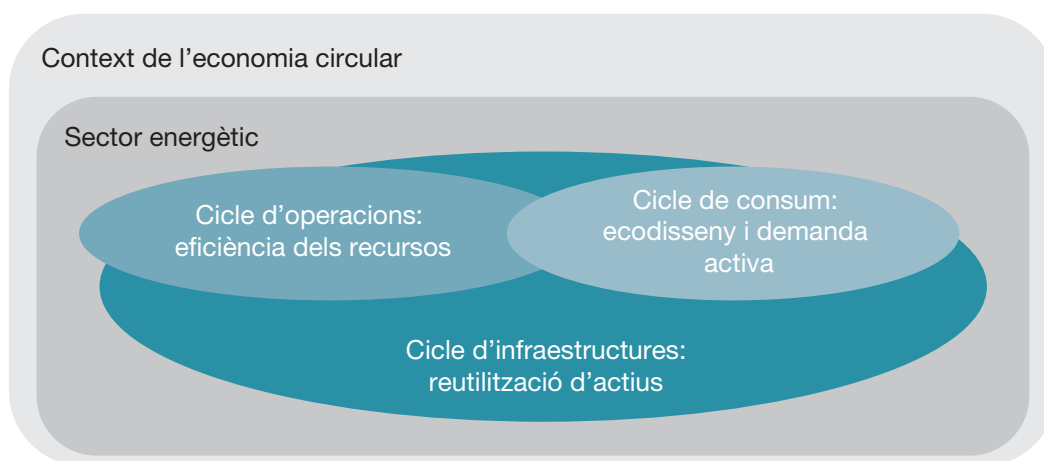 Context de l’economia circular
Sector energètic
Cicle d’operacions:
eficiència dels recursos
Cicle de consum:
ecodisseny i demanda
activa
Cicle d’infraestructures:
reutilització d’actius